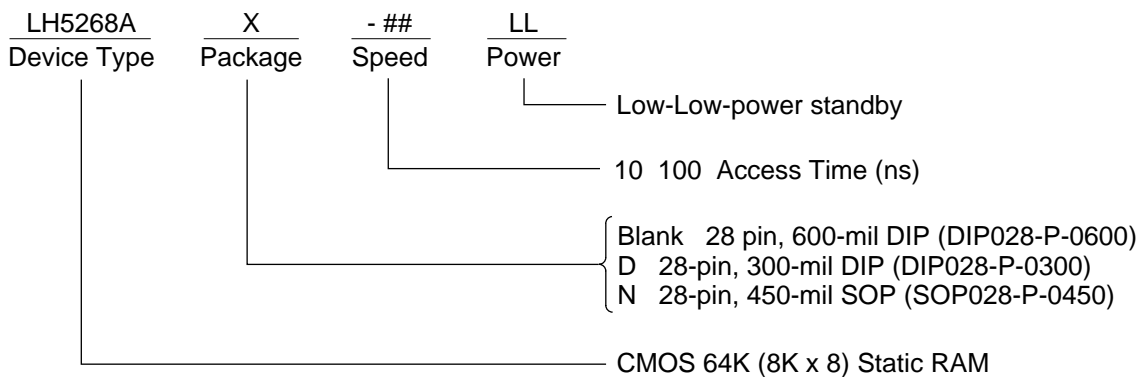 LH5268A X - ## LL
Device Type Package Speed Power
Low-Low-power standby
10 100 Access Time (ns)
Blank 28 pin, 600-mil DIP (DIP028-P-0600)
D 28-pin, 300-mil DIP (DIP028-P-0300)
N 28-pin, 450-mil SOP (SOP028-P-0450)
CMOS 64K (8K x 8) Static RAM